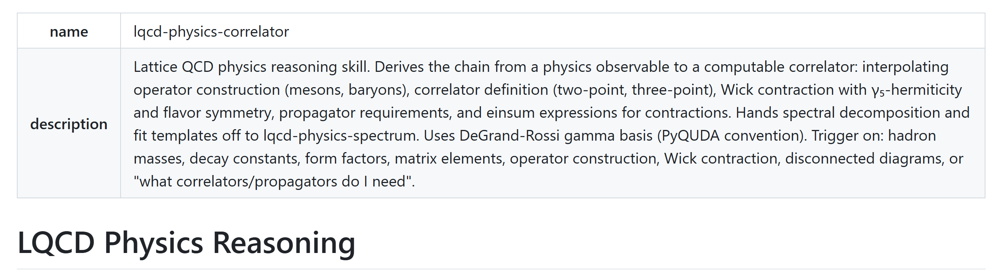 name
lqcd-physics-correlator
description
Lattice QCD physics reasoning skill. Derives the chain from a physics observable to a computable correlator: interpolating
operator construction (mesons, baryons), correlator definition (two-point, three-point), Wick contraction with γ₅-hermiticity
and flavor symmetry, propagator requirements, and einsum expressions for contractions. Hands spectral decomposition and
fit templates off to lqcd-physics-spectrum. Uses DeGrand-Rossi gamma basis (PyQUDA convention). Trigger on: hadron
masses, decay constants, form factors, matrix elements, operator construction, Wick contraction, disconnected diagrams, or
"what correlators/propagators do I need".
LQCD Physics Reasoning